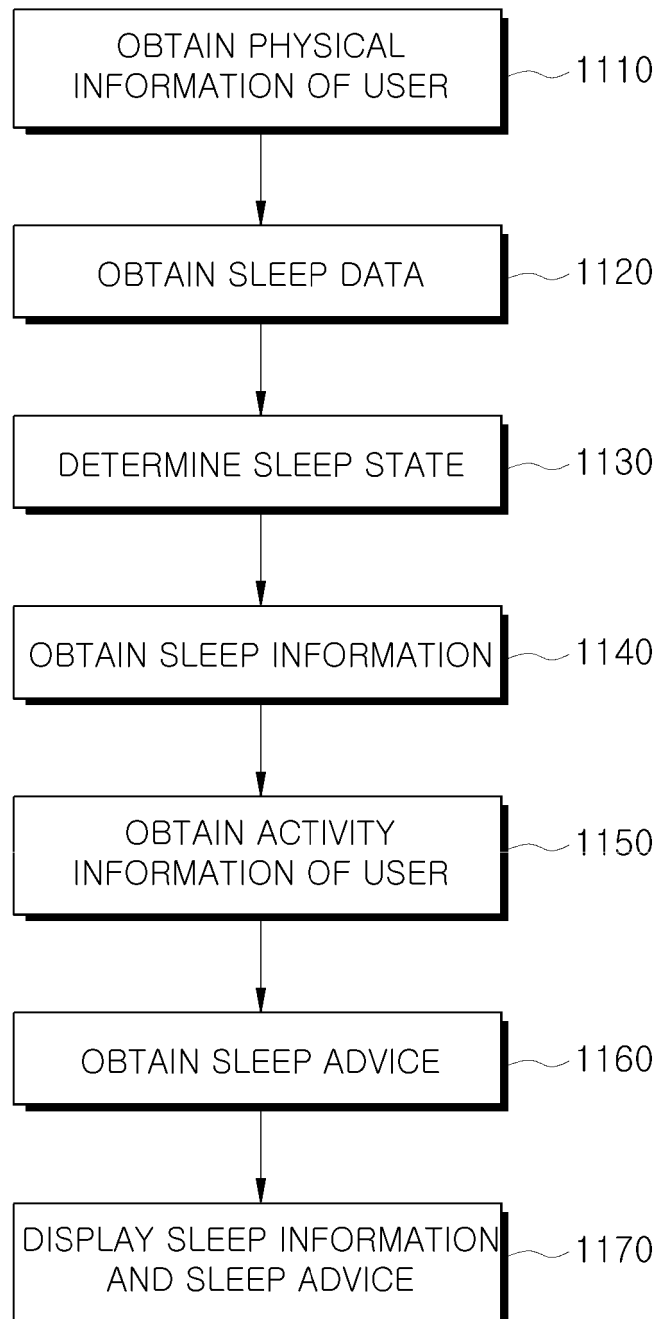 OBTAIN PHYSICAL
INFORMATION OF USER
1110
OBTAIN SLEEP DATA
1120
DETERMINE SLEEP STATE
1130
OBTAIN SLEEP INFORMATION
1140
OBTAIN ACTIVITY
INFORMATION OF USER
1150
OBTAIN SLEEP ADVICE
1160
DISPLAY SLEEP INFORMATION
AND SLEEP ADVICE
1170